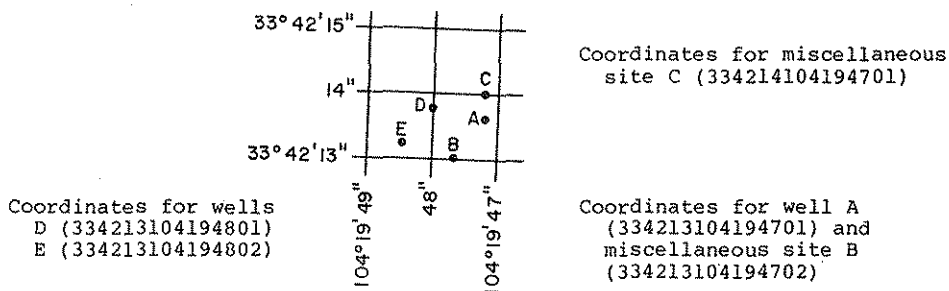 33°42'15"
14"
33°42'13"
C
D
A
E
B
104°19'49"
48"
104°19'47"
Coordinates for miscellaneous
site C (334214104194701)
Coordinates for wells
D (334213104194801)
E (334213104194802)
Coordinates for well A
(334213104194701) and
miscellaneous site B
(334213104194702)